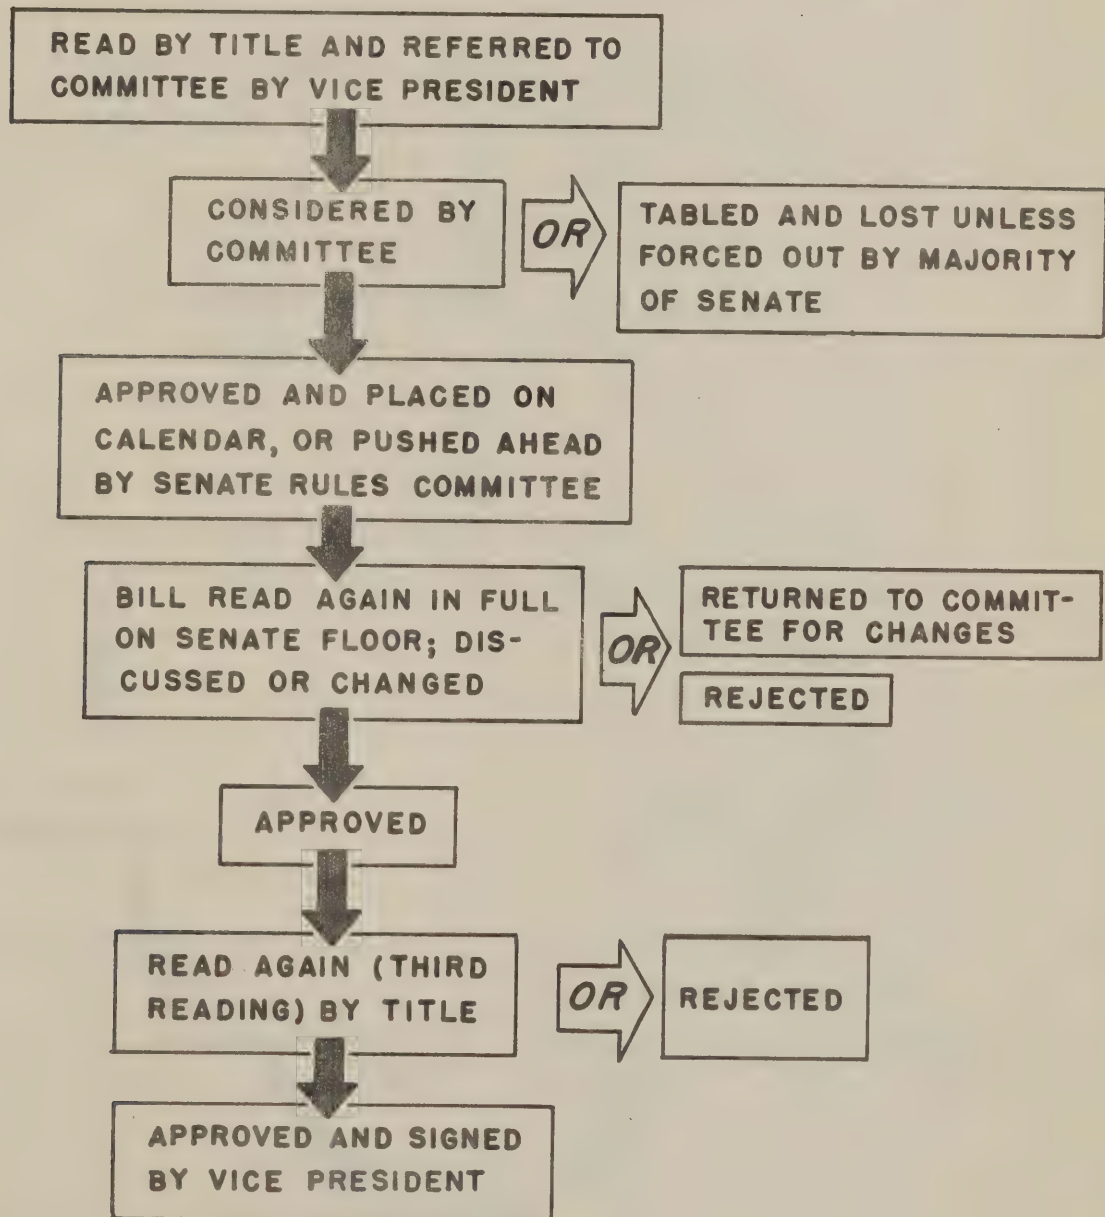 READ BY TITLE AND REFERRED TO
COMMITTEE BY VICE PRESIDENT
CONSIDERED BY
COMMITTEE
OR
TABLED AND LOST UNLESS
FORCED OUT BY MAJORITY
OF SENATE
APPROVED AND PLACED ON
CALENDAR, OR PUSHED AHEAD
BY SENATE RULES COMMITTEE
BILL READ AGAIN IN FULL
ON SENATE FLOOR; DIS-
CUSSED OR CHANGED
OR
RETURNED TO COMMIT-
TEE FOR CHANGES
REJECTED
APPROVED
READ AGAIN (THIRD
READING) BY TITLE
OR
REJECTED
APPROVED AND SIGNED
BY VICE PRESIDENT